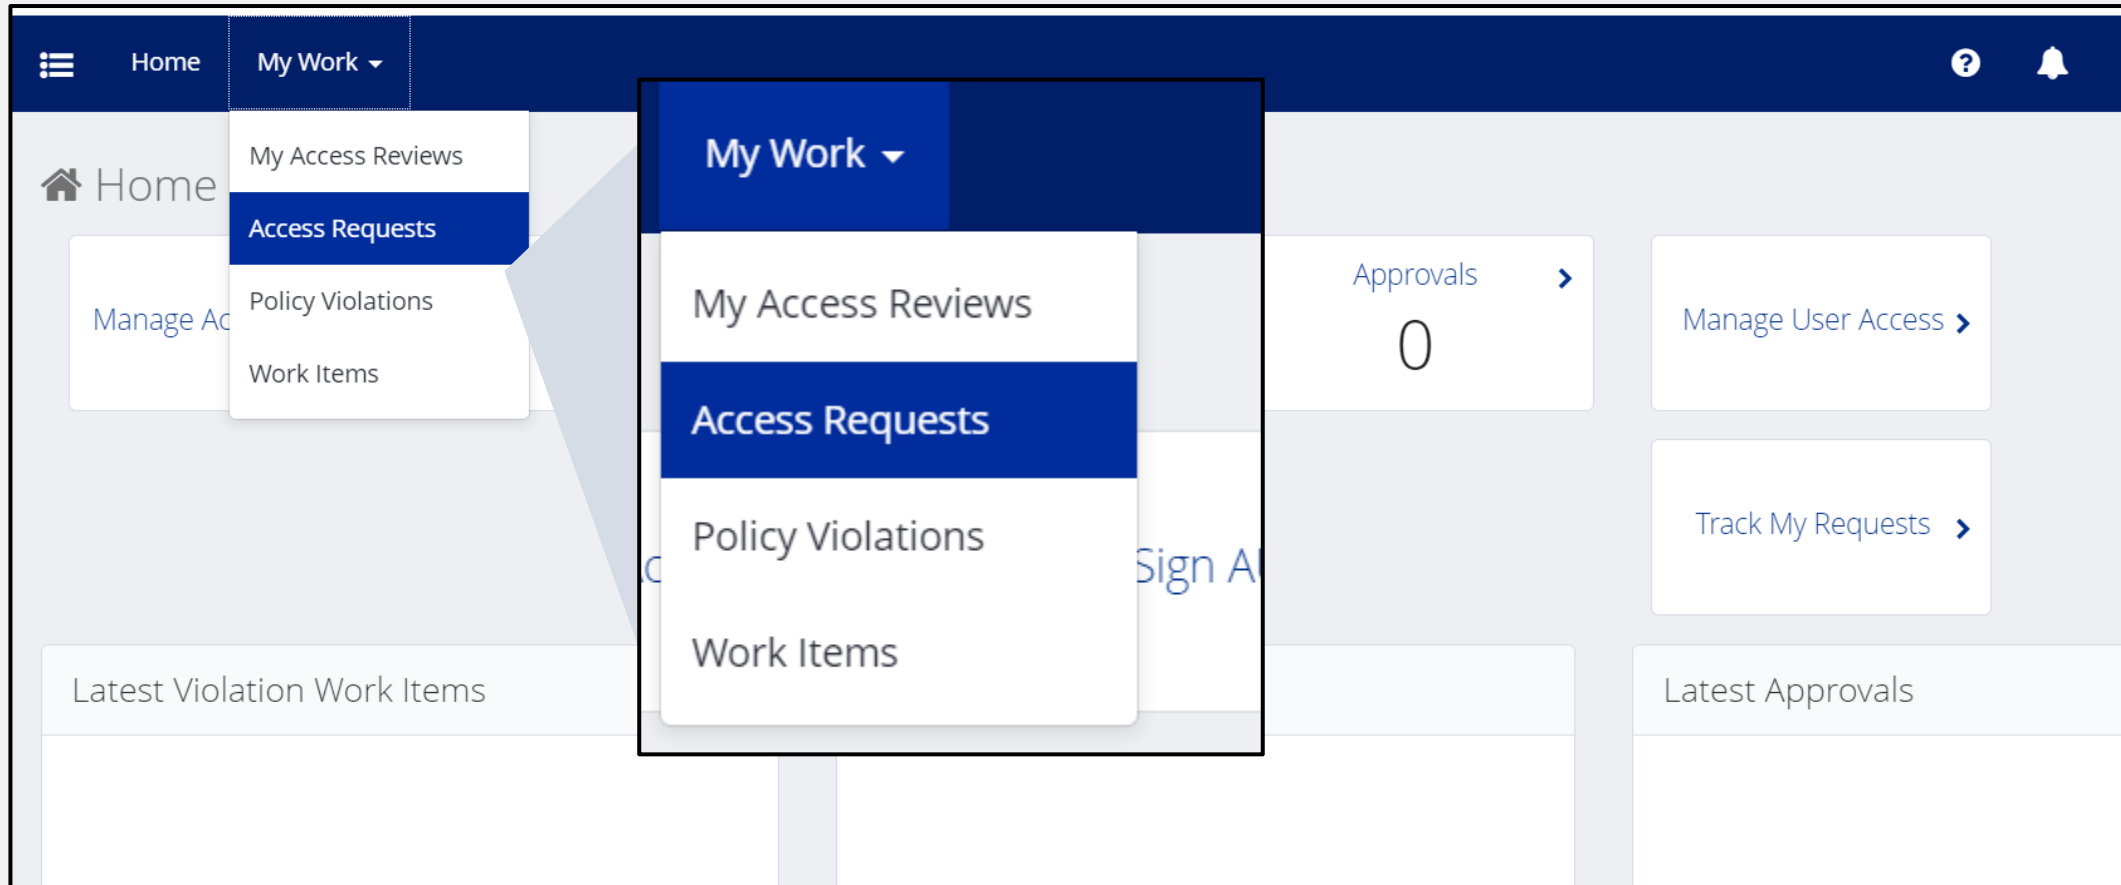 Home
My Work
My Access Reviews
Access Requests
Policy Violations
Work Items
Home
Manage
My Work
My Access Reviews
Access Requests
Policy Violations
Work Items
Sign
Approvals
0
Manage User Access
Track My Requests
Latest Violation Work Items
Latest Approvals